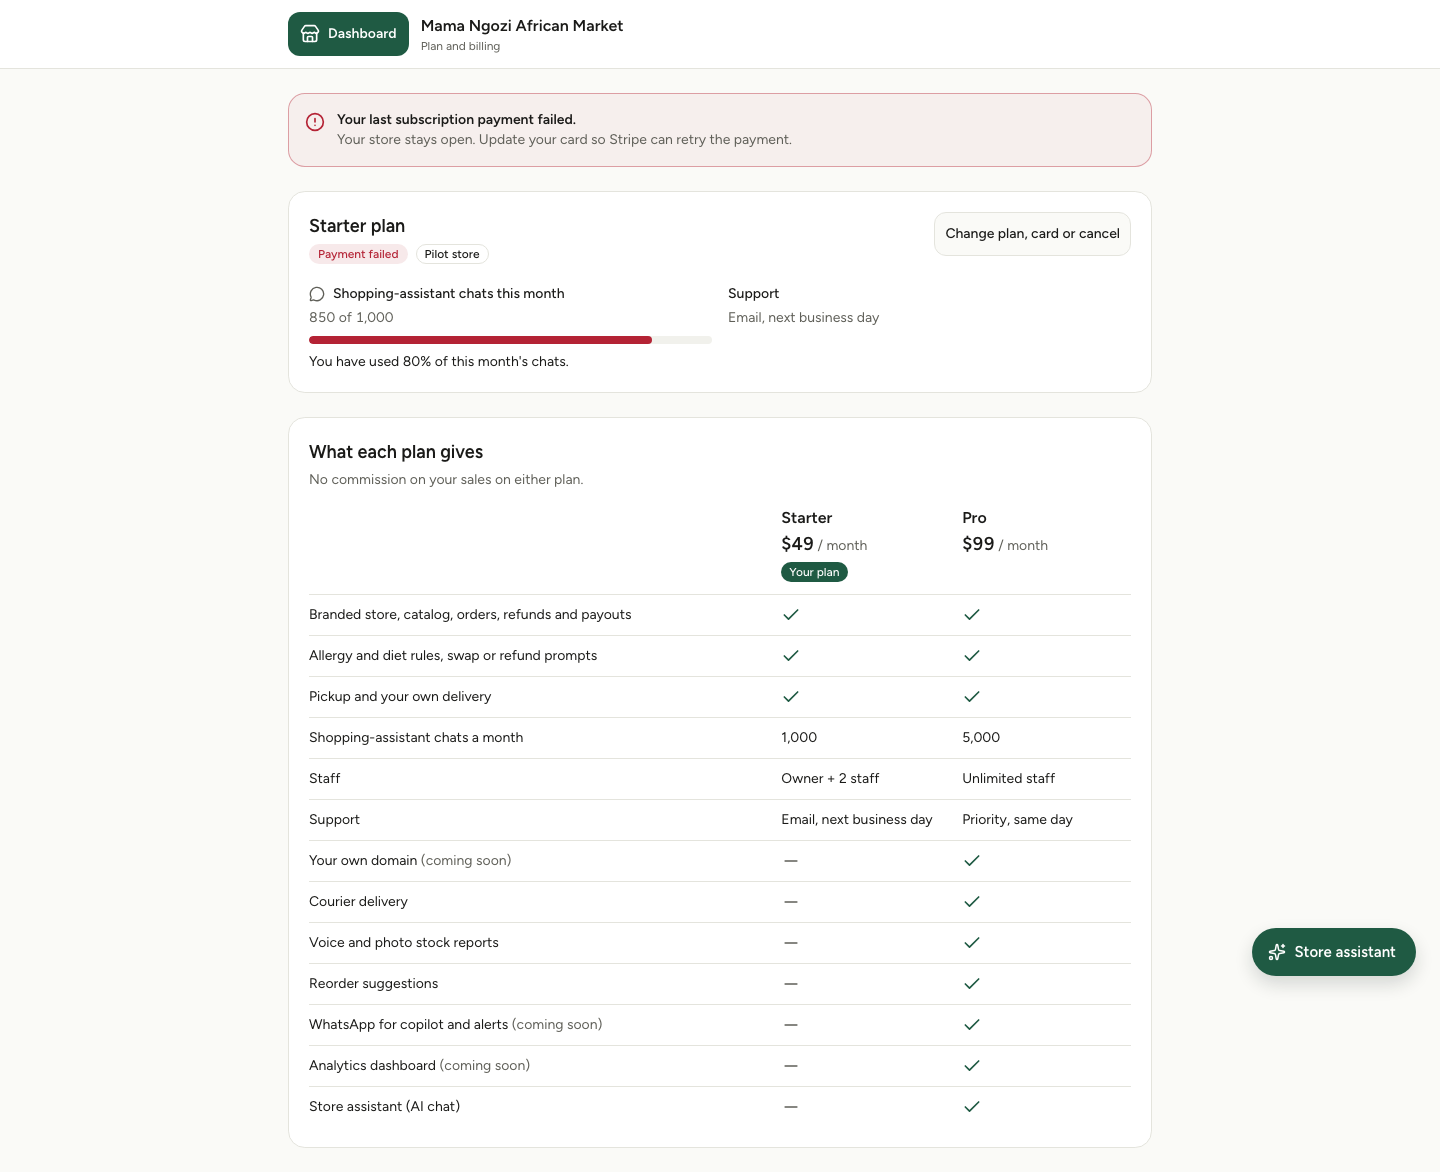 Dashboard
Mama Ngozi African Market
Plan and billing
Your last subscription payment failed.
Your store stays open. Update your card so Stripe can retry the payment.
Starter plan
Change plan, card or cancel
Payment failed
Pilot store
Shopping-assistant chats this month
850 of 1,000
You have used 80% of this month's chats.
Support
Email, next business day
What each plan gives
No commission on your sales on either plan.
Starter
$49 / month
Your plan
Pro
$99 / month
Branded store, catalog, orders, refunds and payouts
Allergy and diet rules, swap or refund prompts
Pickup and your own delivery
Shopping-assistant chats a month 1,000 5,000
Staff Owner + 2 staff Unlimited staff
Support Email, next business day Priority, same day
Your own domain (coming soon) —
Courier delivery —
Voice and photo stock reports —
Reorder suggestions —
WhatsApp for copilot and alerts (coming soon) —
Analytics dashboard (coming soon) —
Store assistant (AI chat) —
Store assistant